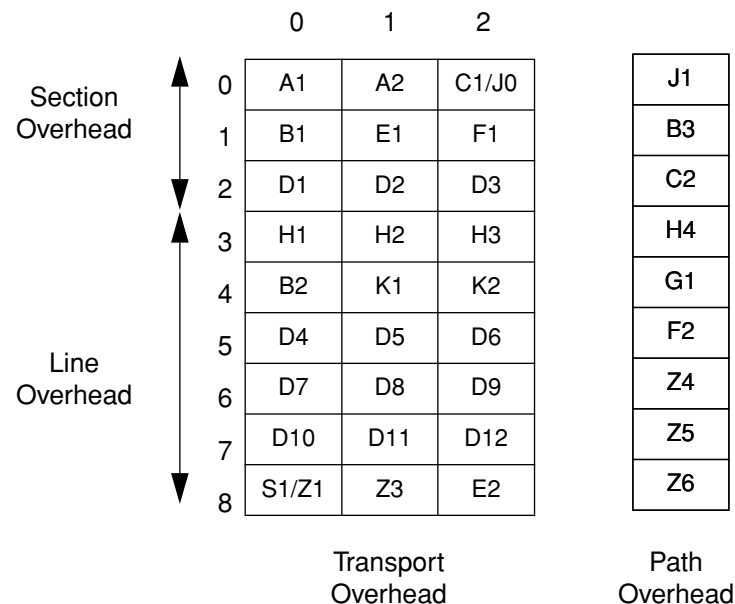 0 1 2
Section
Overhead
0 A1 A2 C1/J0 J1
1 B1 E1 F1 B3
2 D1 D2 D3 C2
3 H1 H2 H3 H4
4 B2 K1 K2 G1
5 D4 D5 D6 F2
Line
Overhead
6 D7 D8 D9 Z4
7 D10 D11 D12 Z5
8 S1/Z1 Z3 E2 Z6
Transport
Overhead
Path
Overhead